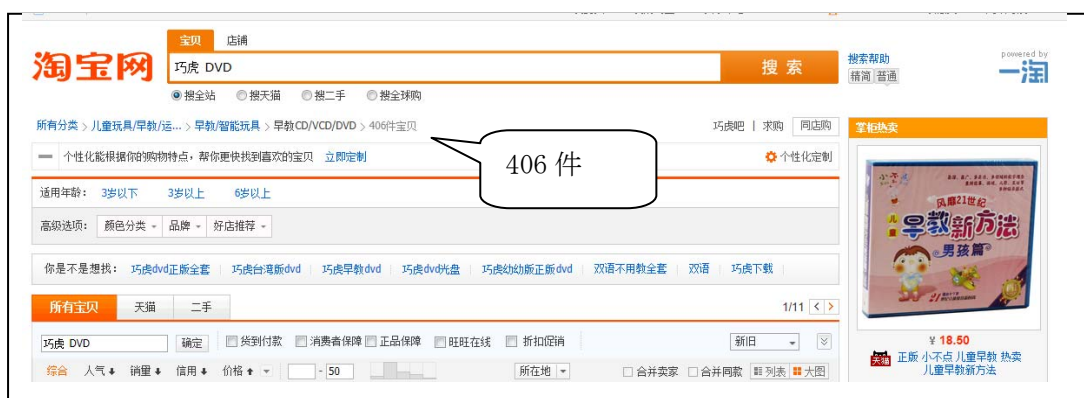 宝贝 店铺
淘宝网
巧虎 DVD
搜 索
搜索帮助
精简 普通
powered by
一淘
搜全站 搜天猫 搜二手 搜全球购
所有分类 > 儿童玩具/早教/运... > 早教/智能玩具 > 早教CD/VCD/DVD > 406件宝贝
巧虎吧 | 求购 同店购
掌柜热卖
406 件
个性化能根据你的购物特点，帮你更快找到喜欢的宝贝 立即定制
个性化定制
适用年龄： 3岁以下 3岁以上 6岁以上
高级选项： 颜色分类 品牌 好店推荐
风靡21世纪
儿童
早教新方法
男孩篇
你是不是想找： 巧虎dvd正版全套 巧虎台湾版dvd 巧虎早教dvd 巧虎dvd光盘 巧虎幼幼版正版dvd 双语不用教全套 双语 巧虎下载
所有宝贝 天猫 二手
1/11 < >
巧虎 DVD 确定 货到付款 消费者保障 正品保障 旺旺在线 折扣促销 新旧
¥ 18.50
综合 人气 销量 信用 价格 - 50 所在地 合并卖家 合并同款 列表 大图
天猫 正版 小不点儿童早教 热卖
儿童早教新方法